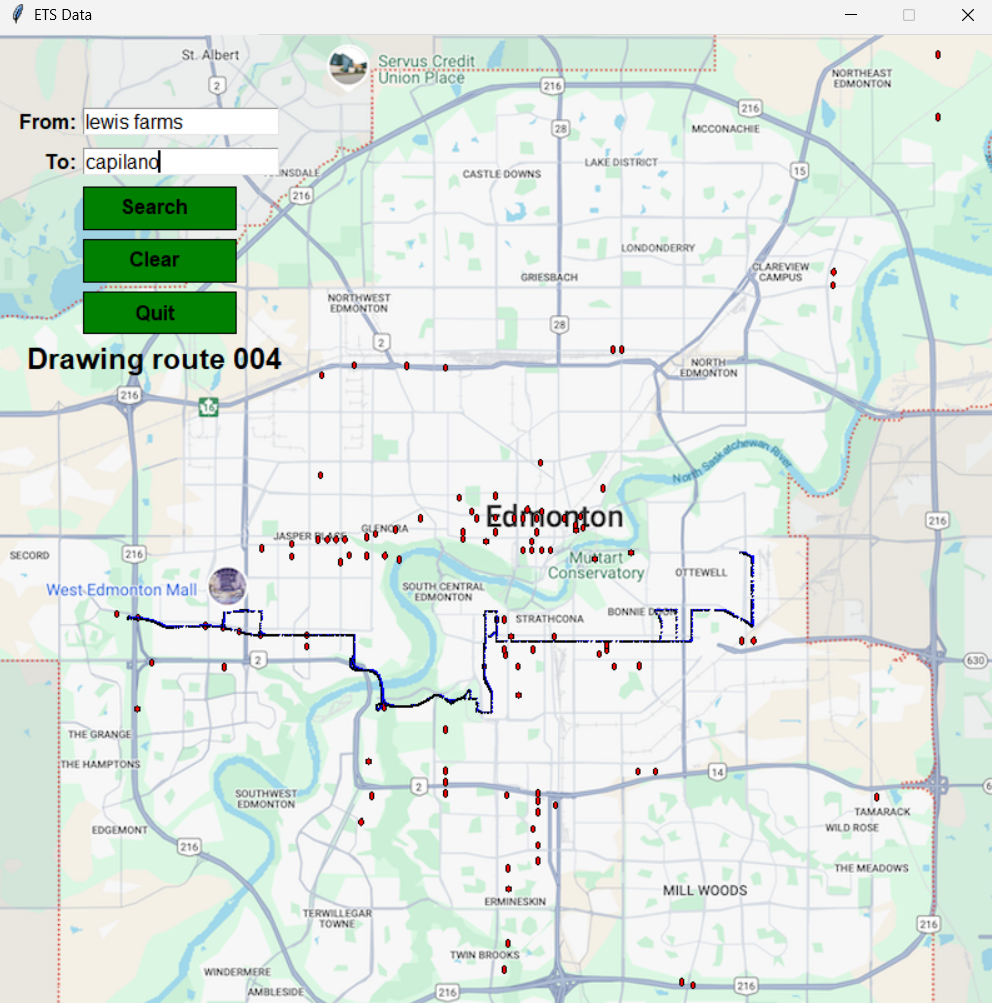 ETS Data
St. Albert
Servus Credit
Union Place
2
216
NORTHEAST
EDMONTON
216
28
MCCONACHIE
From: lewis farms
To: capilano
LAKE DISTRICT
CASTLE DOWNS
15
216
Search
LONDONDERRY
Clear
GRIESBACH
CLAREVIEW
CAMPUS
NORTHWEST
EDMONTON
Quit
28
2
Drawing route 004
NORTH
EDMONTON
216
16
North Saskatchewan River
Edmonton
216
GLENORA
JASPER PLACE
SECORD
216
Muttart
Conservatory
OTTEWELL
West Edmonton Mall
SOUTH CENTRAL
EDMONTON
BONNIE DOON
STRATHCONA
2
630
THE GRANGE
THE HAMPTONS
14
2
SOUTHWEST
EDMONTON
TAMARACK
EDGEMONT
WILD ROSE
216
THE MEADOWS
MILL WOODS
ERMINESKIN
TERWILLEGAR
TOWNE
216
TWIN BROOKS
WINDERMERE
AMBLESIDE
216
216